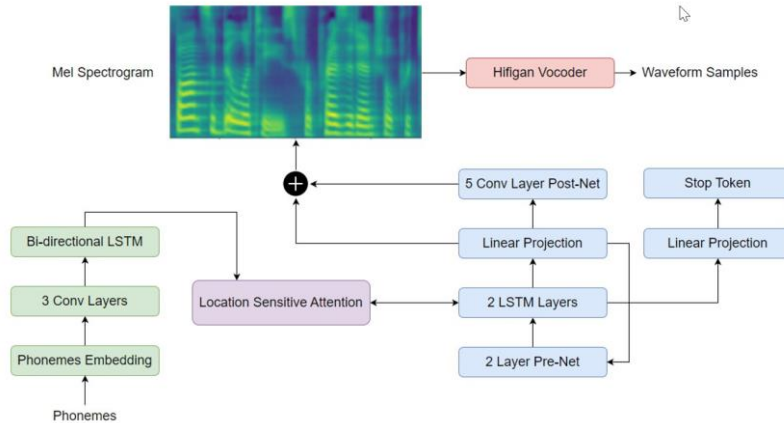 Mel Spectrogram
Hifigan Vocoder
Waveform Samples
5 Conv Layer Post-Net
Stop Token
Bi-directional LSTM
Linear Projection
Linear Projection
3 Conv Layers
Location Sensitive Attention
2 LSTM Layers
Phonemes Embedding
2 Layer Pre-Net
Phonemes